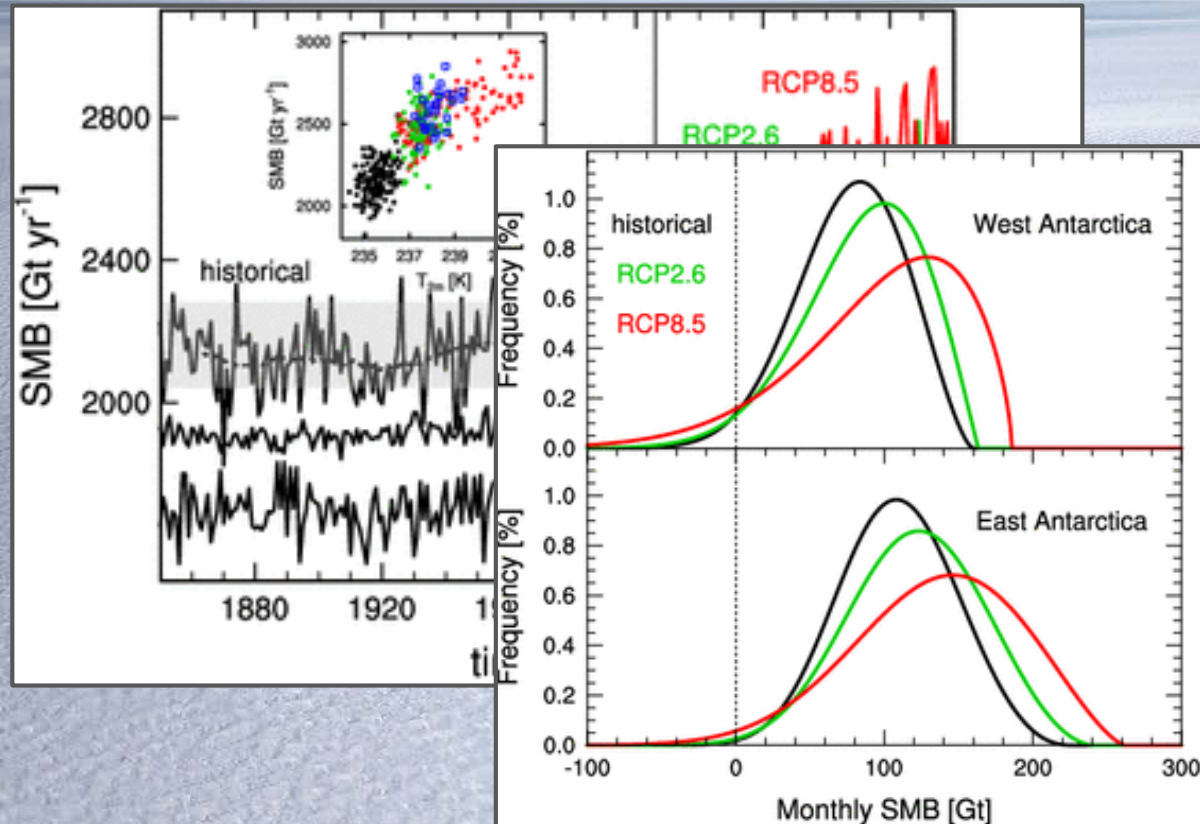 RCP8.5
RCP2.6
3000
2500
2000
SMB [Gt yr-1]
235
237
239
T2m [K]
2800
2400
2000
SMB [Gt yr-1]
historical
1880
1920
Frequency [%]
1.0
0.8
0.6
0.4
0.2
0.0
historical
RCP2.6
RCP8.5
West Antarctica
Frequency [%]
1.0
0.8
0.6
0.4
0.2
0.0
East Antarctica
-100
0
100
200
300
Monthly SMB [Gt]